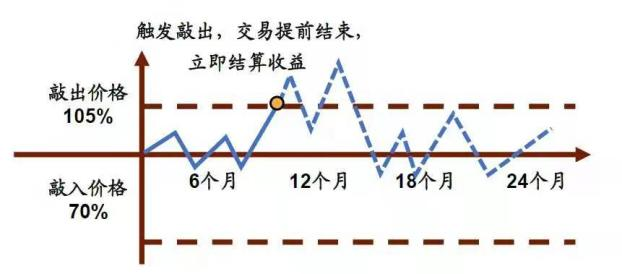 触发敲出，交易提前结束，
立即结算收益
敲出价格
105%
6个月
12个月
18个月
24个月
敲入价格
70%